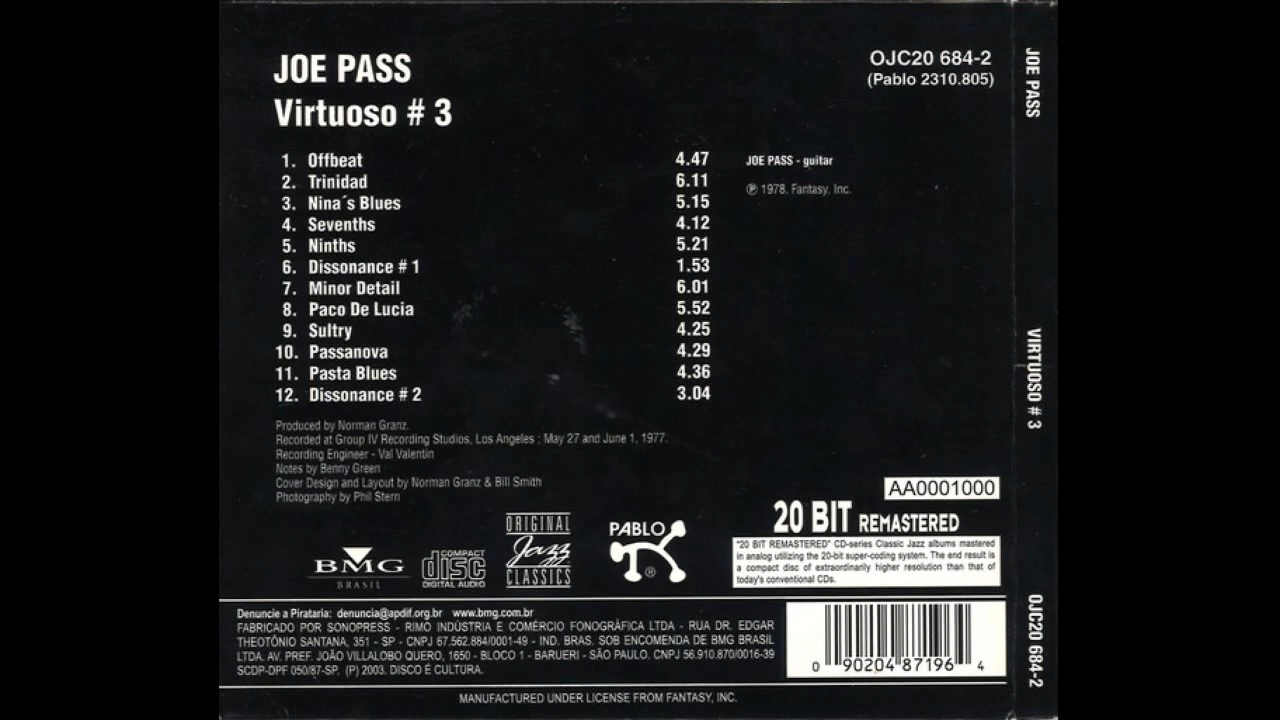 JOE PASS
Virtuoso # 3
OJC20 684-2
(Pablo 2310.805)
1. Offbeat 4.47
2. Trinidad 6.11
3. Nina´s Blues 5.15
4. Sevenths 4.12
5. Ninths 5.21
6. Dissonance # 1 1.53
7. Minor Detail 6.01
8. Paco De Lucia 5.52
9. Sultry 4.25
10. Passanova 4.29
11. Pasta Blues 4.36
12. Dissonance # 2 3.04
JOE PASS - guitar
℗ 1978, Fantasy, Inc.
Produced by Norman Granz.
Recorded at Group IV Recording Studios, Los Angeles ; May 27 and June 1, 1977.
Recording Engineer - Val Valentin
Notes by Benny Green
Cover Design and Layout by Norman Granz & Bill Smith
Photography by Phil Stern
BMG
BRASIL
COMPACT
disc
DIGITAL AUDIO
ORIGINAL
Jazz
CLASSICS
PABLO
®
AA0001000
20 BIT REMASTERED
"20 BIT REMASTERED" CD-series Classic Jazz albums mastered
in analog utilizing the 20-bit super-coding system. The end result is
a compact disc of extraordinarily higher resolution than that of
today's conventional CDs.
Denuncie a Pirataria: denuncia@apdif.org.br www.bmg.com.br
FABRICADO POR SONOPRESS - RIMO INDÚSTRIA E COMÉRCIO FONOGRÁFICA LTDA - RUA DR. EDGAR
THEOTÔNIO SANTANA, 351 - SP - CNPJ 67.562.884/0001-49 - IND. BRAS. SOB ENCOMENDA DE BMG BRASIL
LTDA. AV. PREF. JOÃO VILLALOBO QUERO, 1650 - BLOCO 1 - BARUERI - SÃO PAULO. CNPJ 56.910.870/0016-39
SCDP-DPF 050/87-SP. (P) 2003. DISCO É CULTURA.
0 90204 87196 4
MANUFACTURED UNDER LICENSE FROM FANTASY, INC.
JOE PASS
VIRTUOSO # 3
OJC20 684-2